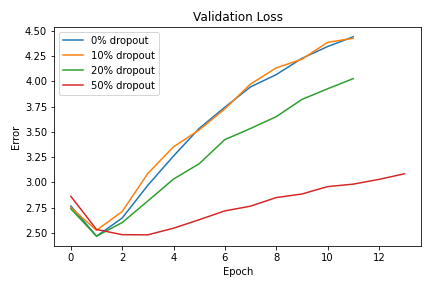 Validation Loss
4.50
4.25
4.00
3.75
3.50
3.25
3.00
2.75
2.50
Error
0% dropout
10% dropout
20% dropout
50% dropout
0 2 4 6 8 10 12
Epoch